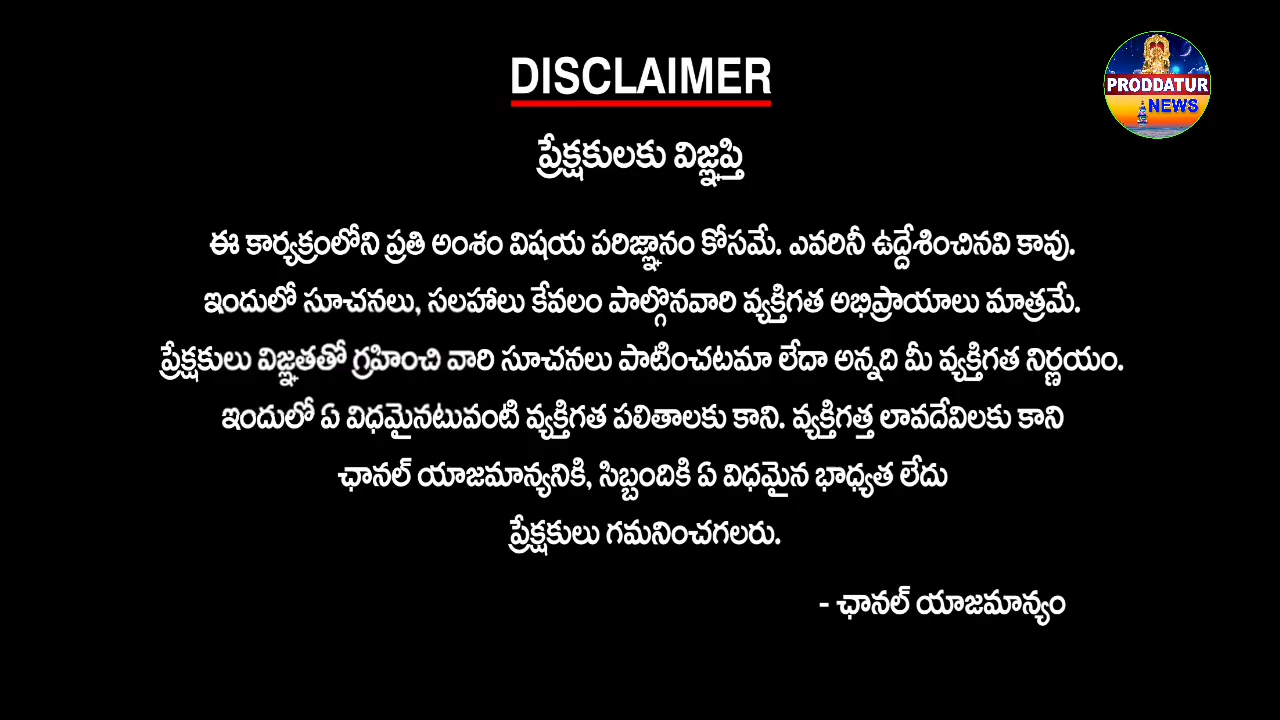 DISCLAIMER
PRODDATUR
NEWS
ప్రేక్షకులకు విజ్ఞప్తి
ఈ కార్యక్రంలోని ప్రతి అంశం విషయ పరిజ్ఞానం కోసమే. ఎవరినీ ఉద్దేశించినవి కావు.
ఇందులో సూచనలు, సలహాలు కేవలం పాల్గొనవారి వ్యక్తిగత అభిప్రాయాలు మాత్రమే.
ప్రేక్షకులు విజ్ఞతతో గ్రహించి వారి సూచనలు పాటించటమా లేదా అన్నది మీ వ్యక్తిగత నిర్ణయం.
ఇందులో ఏ విధమైనటువంటి వ్యక్తిగత పలితాలకు కాని. వ్యక్తిగత్త లావదేవిలకు కాని
ఛానల్ యాజమాన్యనికి, సిబ్బందికి ఏ విధమైన భాధ్యత లేదు
ప్రేక్షకులు గమనించగలరు.
- ఛానల్ యాజమాన్యం